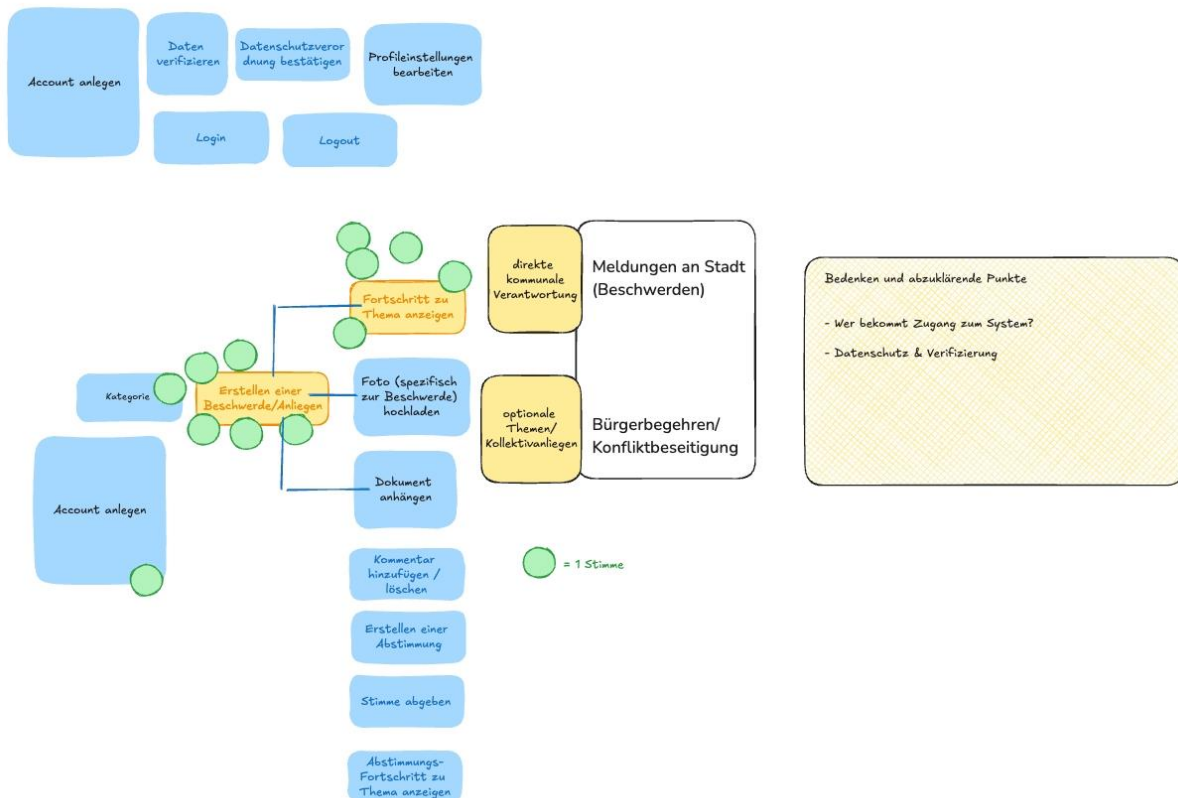 Account anlegen
Daten
verifizieren
Datenschutzveror
dnung bestätigen
Profileinstellungen
bearbeiten
Login
Logout
Fortschritt zu
Thema anzeigen
direkte
kommunale
Verantwortung
Meldungen an Stadt
(Beschwerden)
Bedenken und abzuklärende Punkte
- Wer bekommt Zugang zum System?
- Datenschutz & Verifizierung
Kategorie
Erstellen einer
Beschwerde/Anliegen
Foto (spezifisch
zur Beschwerde)
hochladen
optionale
Themen/
Kollektivanliegen
Bürgerbegehren/
Konfliktbeseitigung
Account anlegen
Dokument
anhängen
Kommentar
hinzufügen /
löschen
= 1 Stimme
Erstellen einer
Abstimmung
Stimme abgeben
Abstimmungs-
Fortschritt zu
Thema anzeigen